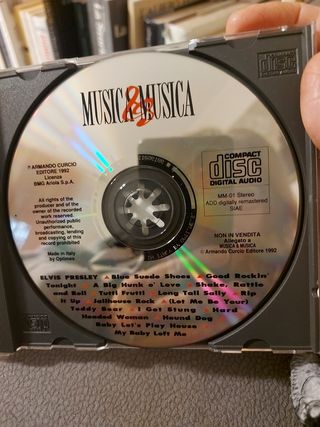 MUSICA & MUSICA
℗ ARMANDO CURCIO
EDITORE 1992
Licenza
BMG Ariola S.p.A.
All rights of the
producer and of the
owner of the recorded
work reserved.
Unauthorized public
performance,
broadcasting, lending
and copying of this
record prohibited
Made in Italy
by Optimes
COMPACT
disc
DIGITAL AUDIO
MM-01 Stereo
ADD digitally remastered
SIAE
NON IN VENDITA
Allegato a
MUSICA & MUSICA
© Armando Curcio Editore 1992
ELVIS PRESLEY Blue Suede Shoes Good Rockin'
Tonight A Big Hunk o' Love Shake, Rattle
and Roll Tutti Frutti Long Tall Sally Rip
It Up Jailhouse Rock (Let Me Be Your)
Teddy Bear I Got Stung Hard
Headed Woman Hound Dog
Baby Let's Play House
My Baby Left Me